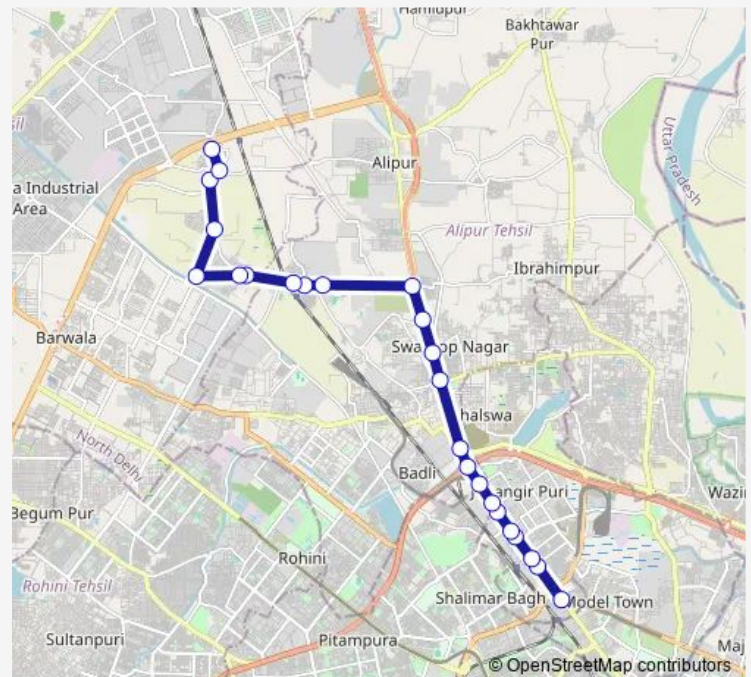 Hamidpur
Bakhtawar
Pur
Uttar Pradesh
Alipur
a Industrial
Area
Alipur Tehsil
Ibrahimpur
Barwala
Swaroop Nagar
halswa
North Delhi
Badli
Jahangir Puri
Wazir
Begum Pur
Rohini
Rohini Tehsil
Shalimar Bagh
Model Town
Sultanpuri
Pitampura
Maj
© OpenStreetMap contributors